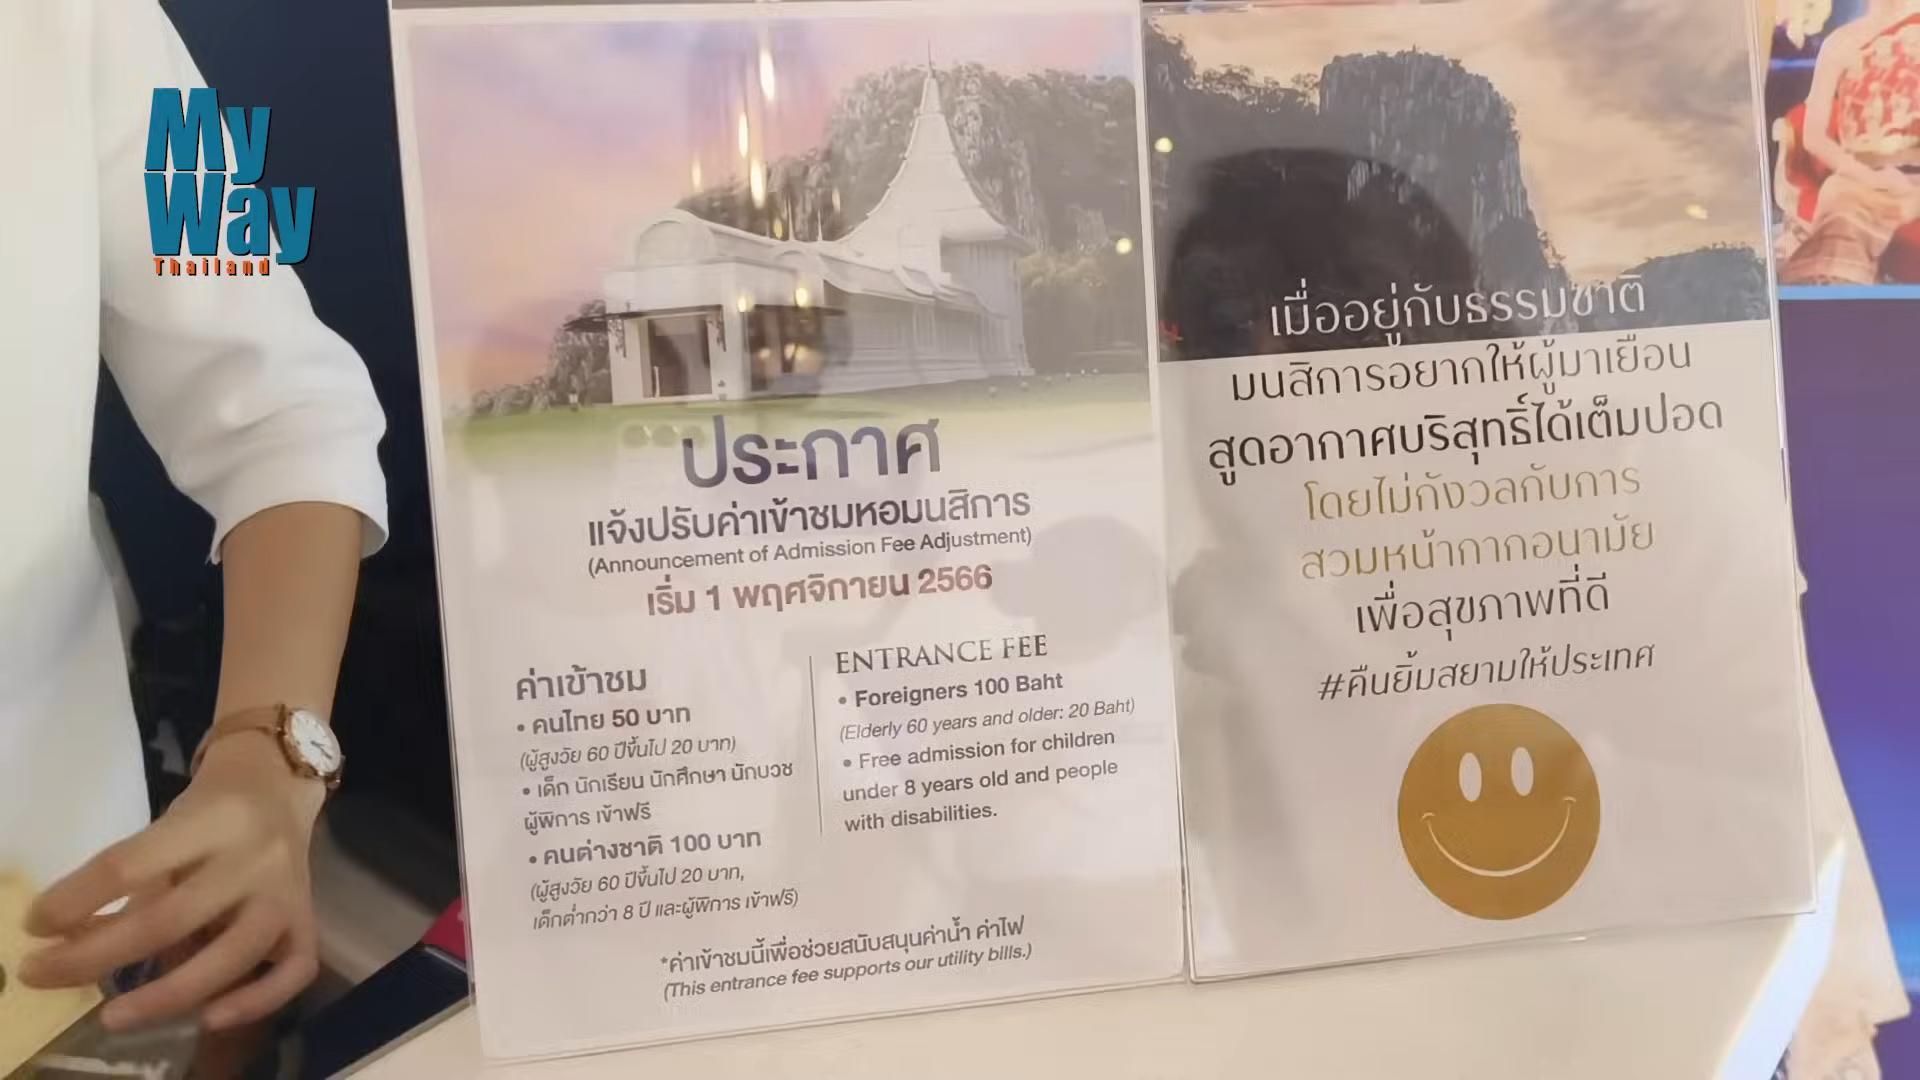 My
Way
Thailand
ประกาศ
แจ้งปรับค่าเข้าชมหอมนสิการ
(Announcement of Admission Fee Adjustment)
เริ่ม 1 พฤศจิกายน 2566
ค่าเข้าชม
• คนไทย 50 บาท
(ผู้สูงวัย 60 ปีขึ้นไป 20 บาท)
• เด็ก นักเรียน นักศึกษา นักบวช
ผู้พิการ เข้าฟรี
• คนต่างชาติ 100 บาท
(ผู้สูงวัย 60 ปีขึ้นไป 20 บาท,
เด็กต่ำกว่า 8 ปี และผู้พิการ เข้าฟรี)
ENTRANCE FEE
• Foreigners 100 Baht
(Elderly 60 years and older: 20 Baht)
• Free admission for children
under 8 years old and people
with disabilities.
*ค่าเข้าชมนี้เพื่อช่วยสนับสนุนค่าน้ำ ค่าไฟ
(This entrance fee supports our utility bills.)
เมื่ออยู่กับธรรมชาติ
มนสิการอยากให้ผู้มาเยือน
สูดอากาศบริสุทธิ์ได้เต็มปอด
โดยไม่กังวลกับการ
สวมหน้ากากอนามัย
เพื่อสุขภาพที่ดี
#คืนยิ้มสยามให้ประเทศ